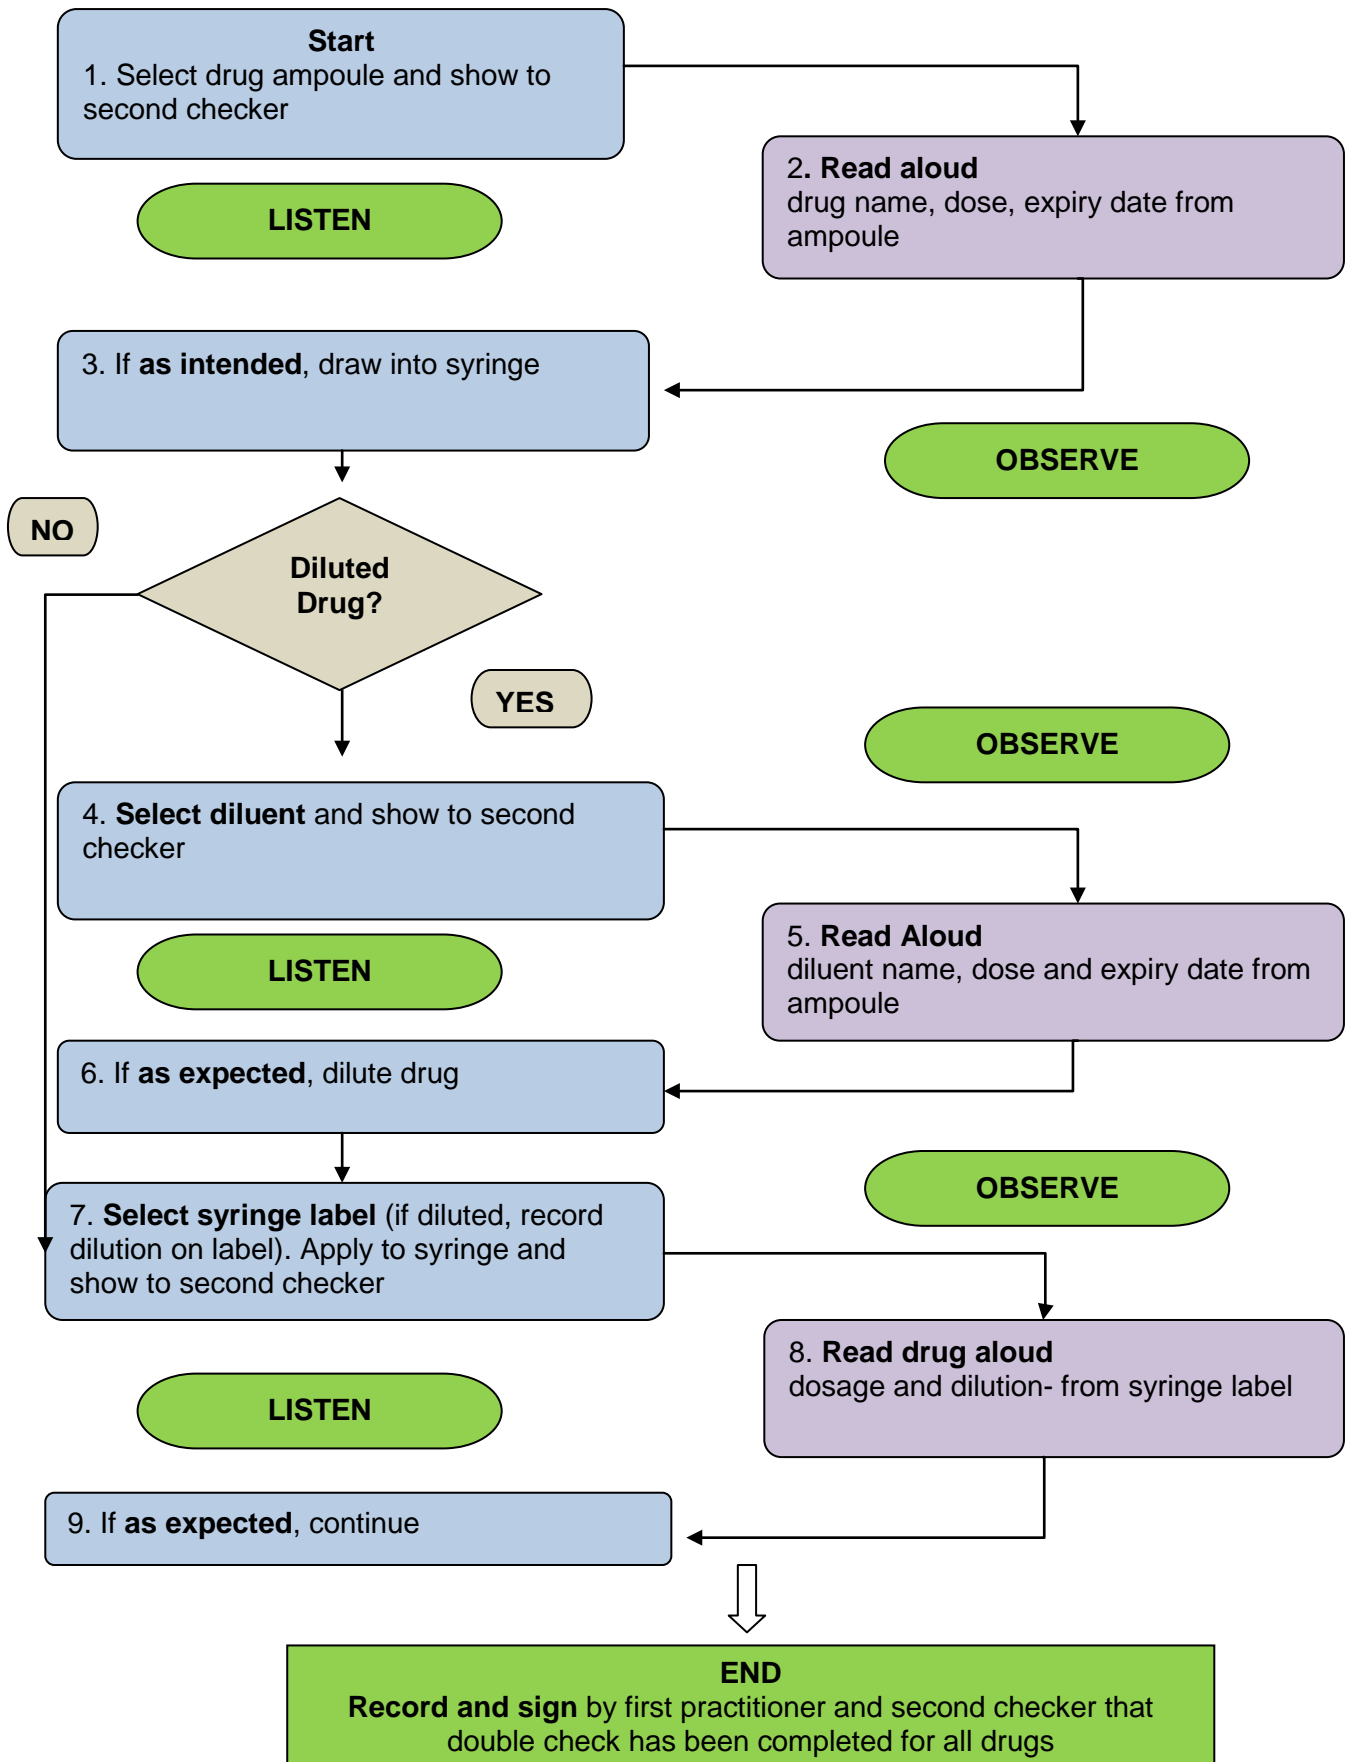 Start
1. Select drug ampoule and show to
second checker
2. Read aloud
drug name, dose, expiry date from
ampoule
LISTEN
3. If as intended, draw into syringe
OBSERVE
NO
Diluted
Drug?
YES
OBSERVE
4. Select diluent and show to second
checker
5. Read Aloud
diluent name, dose and expiry date from
ampoule
LISTEN
6. If as expected, dilute drug
OBSERVE
7. Select syringe label (if diluted, record
dilution on label). Apply to syringe and
show to second checker
8. Read drug aloud
dosage and dilution- from syringe label
LISTEN
9. If as expected, continue
END
Record and sign by first practitioner and second checker that
double check has been completed for all drugs